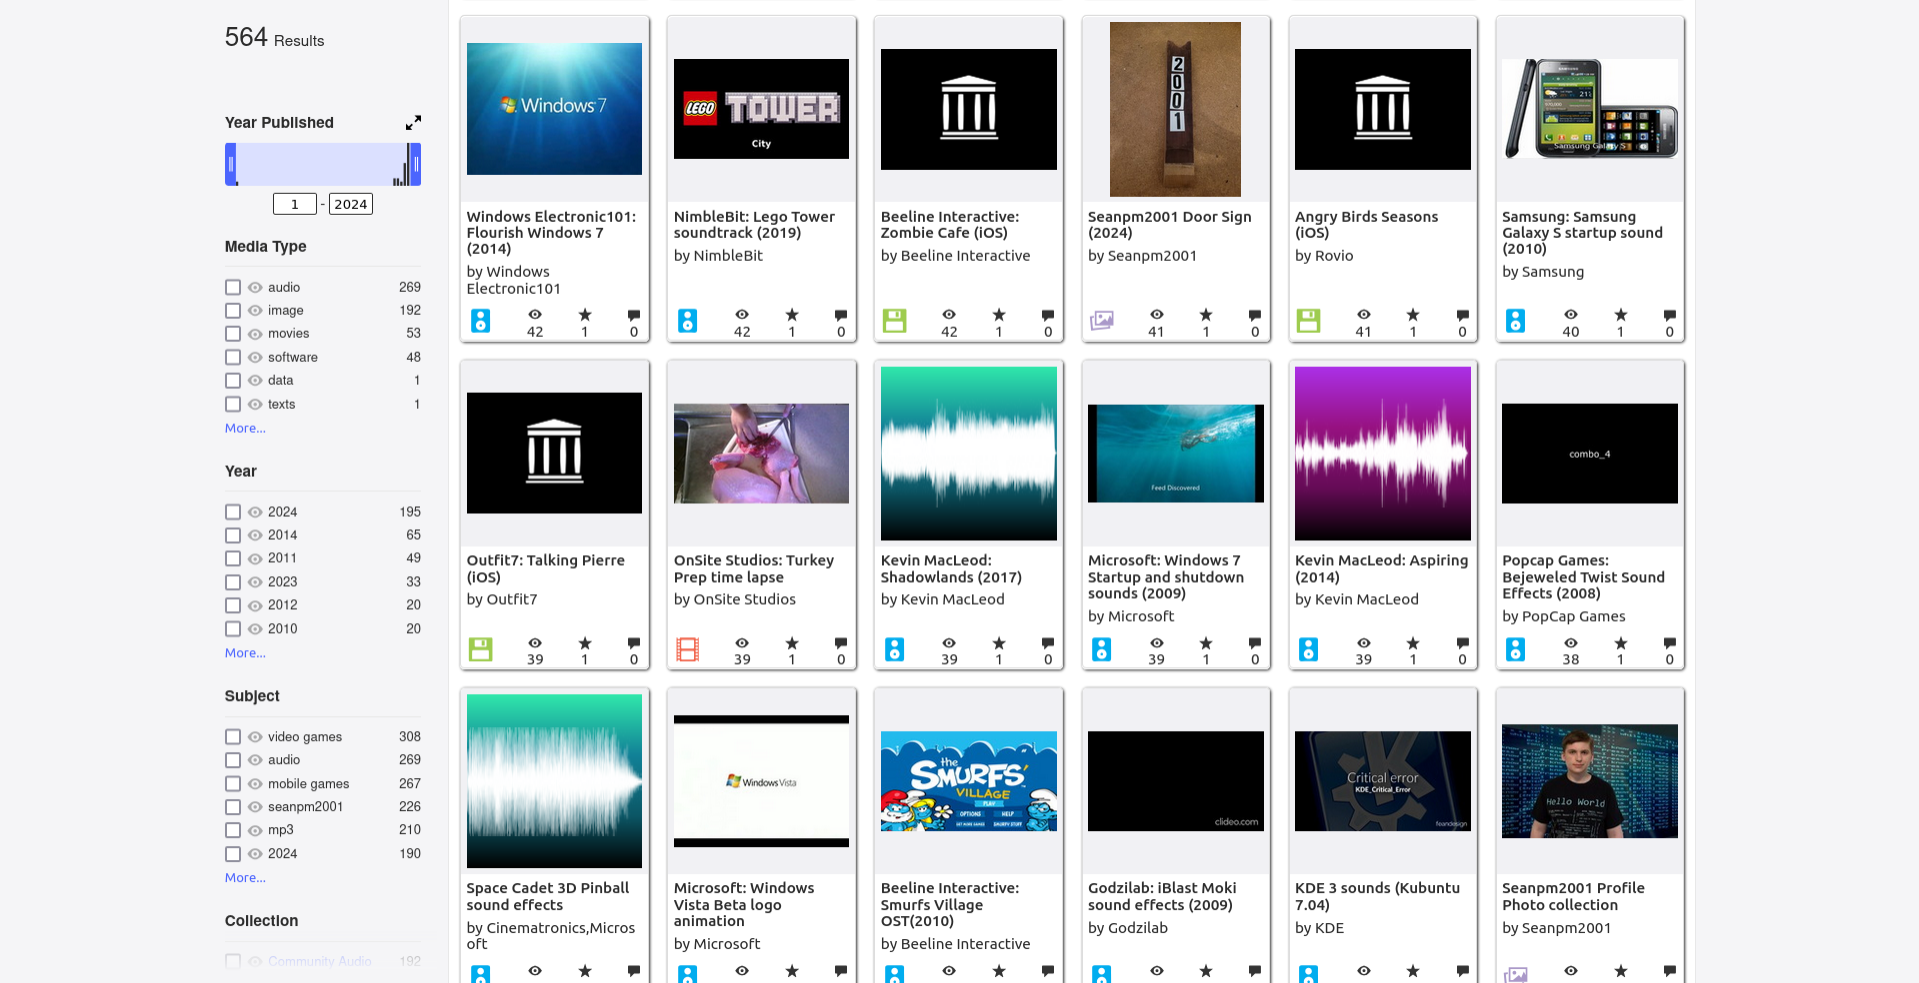 564 Results
Year Published
1 - 2024
Media Type
audio 269
image 192
movies 53
software 48
data 1
texts 1
More...
Year
2024 195
2014 65
2011 49
2023 33
2012 20
2010 20
More...
Subject
video games 308
audio 269
mobile games 267
seanpm2001 226
mp3 210
2024 190
More...
Collection
Community Audio 192
Windows 7
Windows Electronic101:
Flourish Windows 7
(2014)
by Windows
Electronic101
42 1 0
LEGO TOWER
City
NimbleBit: Lego Tower
soundtrack (2019)
by NimbleBit
42 1 0
Beeline Interactive:
Zombie Cafe (iOS)
by Beeline Interactive
42 1 0
2001
Seanpm2001 Door Sign
(2024)
by Seanpm2001
41 1 0
Angry Birds Seasons
(iOS)
by Rovio
41 1 0
Samsung Galaxy S
Samsung: Samsung
Galaxy S startup sound
(2010)
by Samsung
40 1 0
Outfit7: Talking Pierre
(iOS)
by Outfit7
39 1 0
OnSite Studios: Turkey
Prep time lapse
by OnSite Studios
39 1 0
Kevin MacLeod:
Shadowlands (2017)
by Kevin MacLeod
39 1 0
Feed Discovered
Microsoft: Windows 7
Startup and shutdown
sounds (2009)
by Microsoft
39 1 0
Kevin MacLeod: Aspiring
(2014)
by Kevin MacLeod
39 1 0
combo_4
Popcap Games:
Bejeweled Twist Sound
Effects (2008)
by PopCap Games
38 1 0
Space Cadet 3D Pinball
sound effects
by Cinematronics,Micros
oft
Windows Vista
Microsoft: Windows
Vista Beta logo
animation
by Microsoft
the
SMURFS'
VILLAGE
PLAY
OPTIONS HELP
Beeline Interactive:
Smurfs Village
OST(2010)
by Beeline Interactive
clideo.com
Godzilab: iBlast Moki
sound effects (2009)
by Godzilab
Critical error
KDE_Critical_Error
KDE 3 sounds (Kubuntu
7.04)
by KDE
Hello World
Seanpm2001 Profile
Photo collection
by Seanpm2001